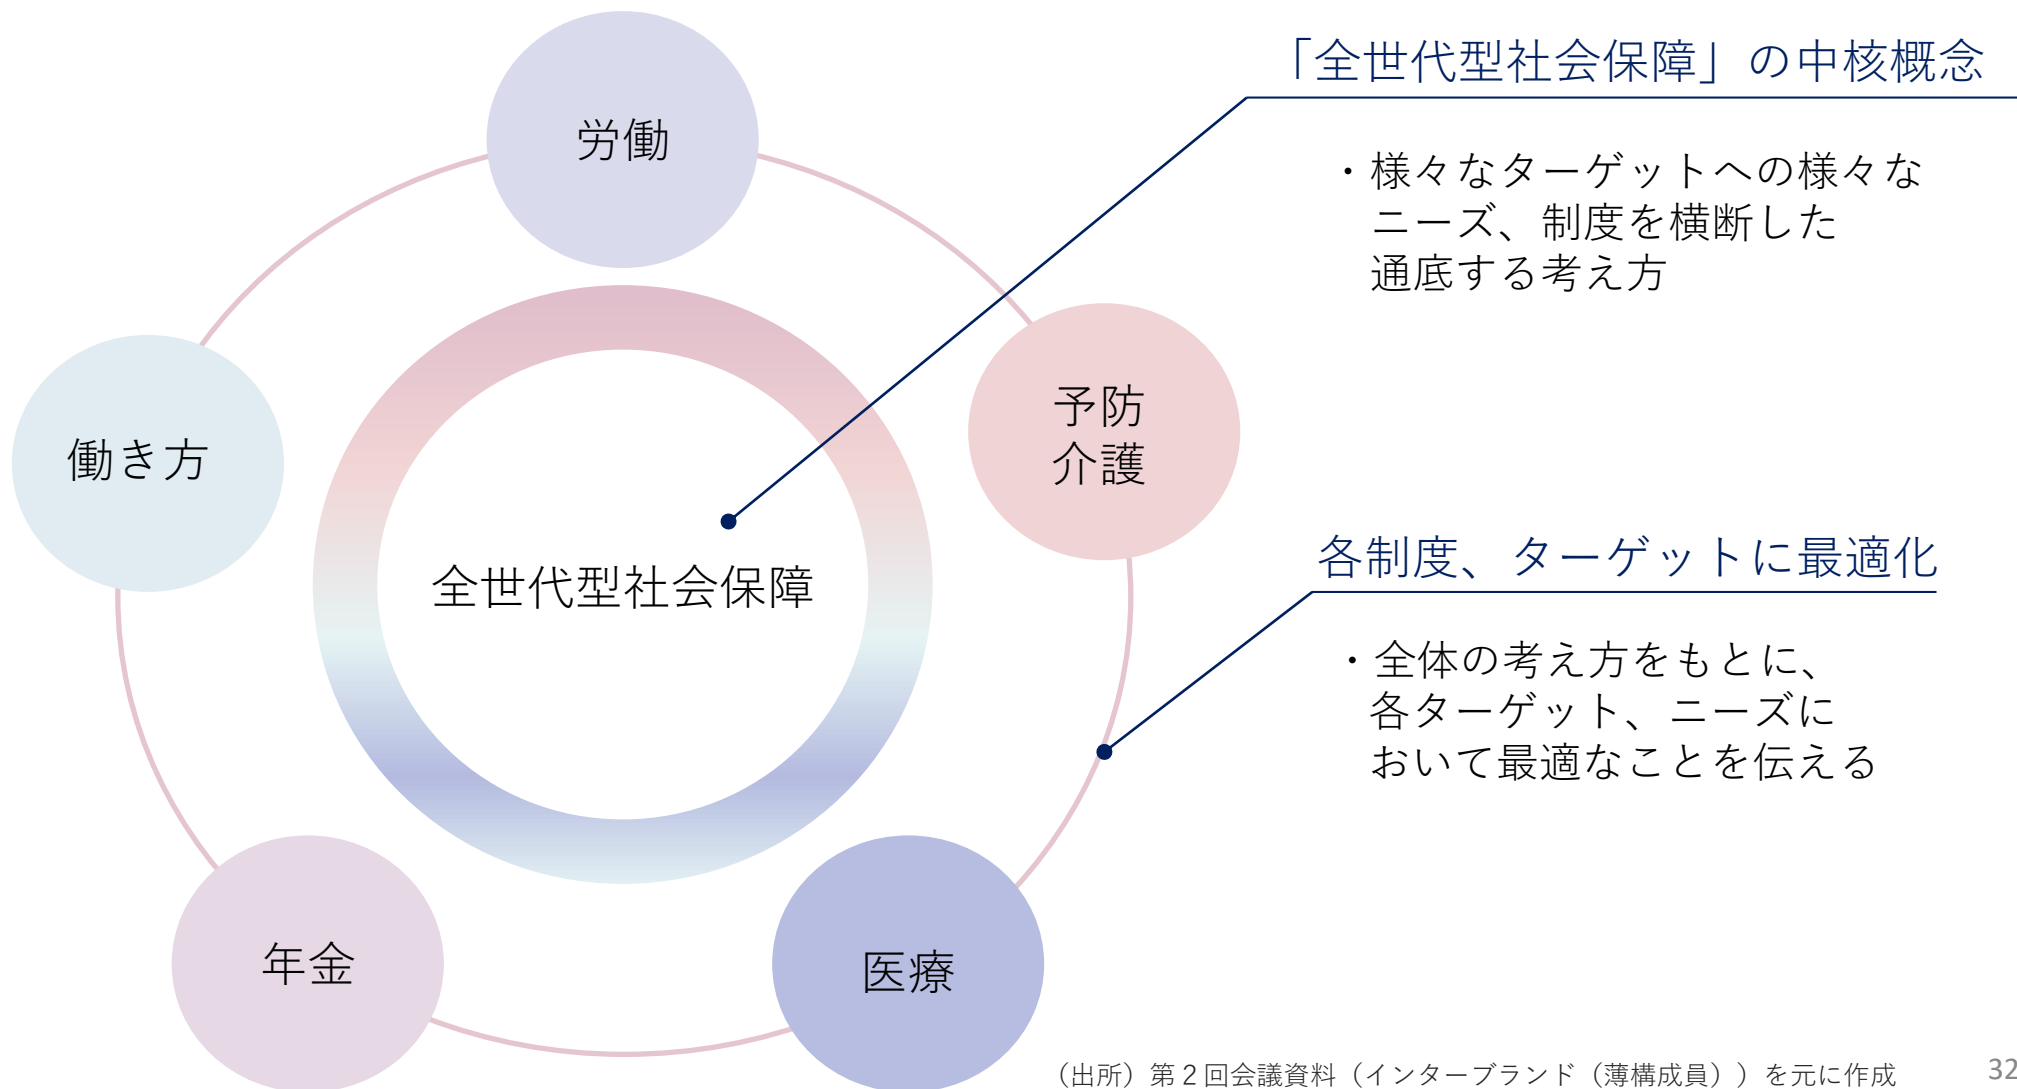 「全世代型社会保障」の中核概念
・様々なターゲットへの様々な
ニーズ、制度を横断した
通底する考え方
労働
予防
介護
働き方
全世代型社会保障
各制度、ターゲットに最適化
・全体の考え方をもとに、
各ターゲット、ニーズに
おいて最適なことを伝える
年金
医療
（出所）第２回会議資料（インターブランド（薄構成員））を元に作成
32